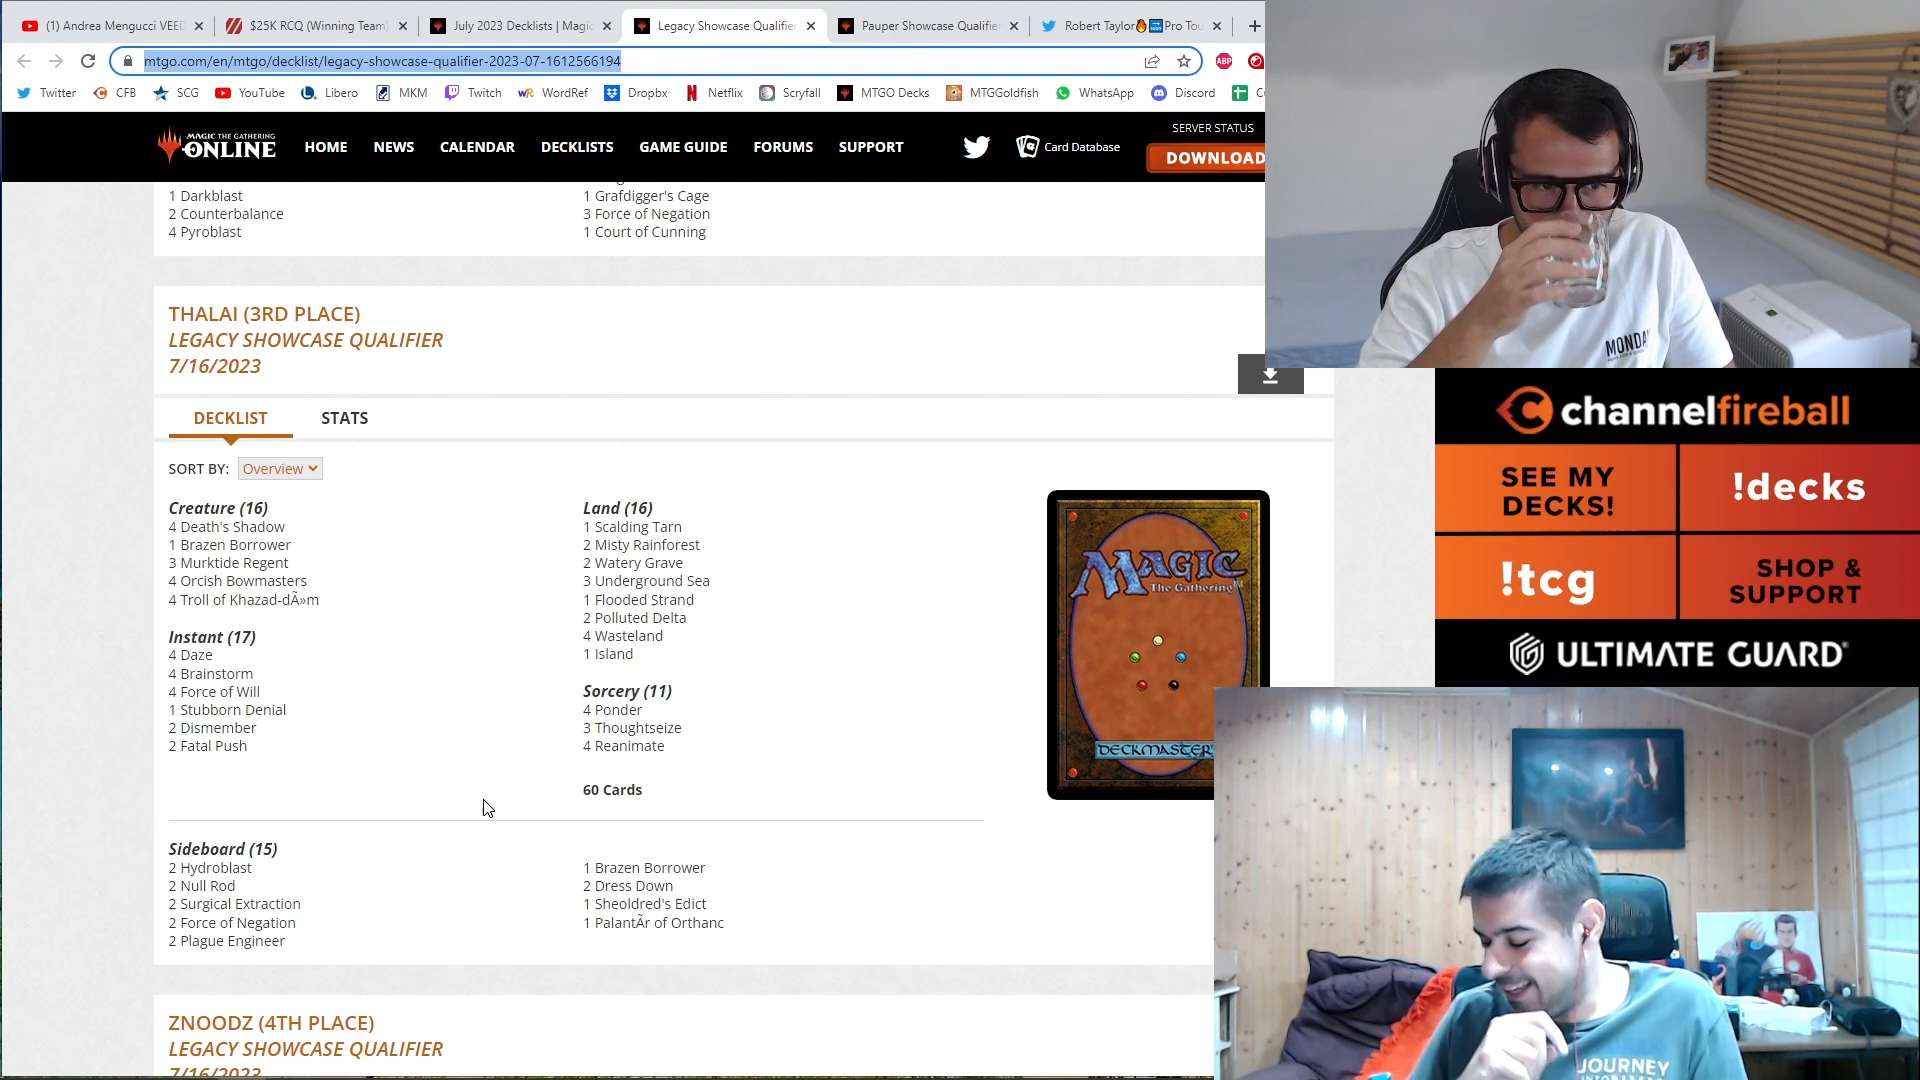 (1) Andrea Mengucci VEED
$25K RCQ (Winning Team)
July 2023 Decklists | Magic
Legacy Showcase Qualifier
Pauper Showcase Qualifier
Robert Taylor🔥🔜Pro Tou
mtgo.com/en/mtgo/decklist/legacy-showcase-qualifier-2023-07-1612566194
ABP
Twitter CFB SCG YouTube Libero MKM Twitch WordRef Dropbx Netflix Scryfall MTGO Decks MTGGoldfish WhatsApp Discord
MAGIC THE GATHERING
ONLINE
HOME NEWS CALENDAR DECKLISTS GAME GUIDE FORUMS SUPPORT
Card Database
SERVER STATUS
DOWNLOAD
1 Darkblast
2 Counterbalance
4 Pyroblast
1 Grafdigger's Cage
3 Force of Negation
1 Court of Cunning
THALAI (3RD PLACE)
LEGACY SHOWCASE QUALIFIER
7/16/2023
DECKLIST STATS
SORT BY: Overview
Creature (16)
4 Death's Shadow
1 Brazen Borrower
3 Murktide Regent
4 Orcish Bowmasters
4 Troll of Khazad-dÃ»m
Instant (17)
4 Daze
4 Brainstorm
4 Force of Will
1 Stubborn Denial
2 Dismember
2 Fatal Push
Land (16)
1 Scalding Tarn
2 Misty Rainforest
2 Watery Grave
3 Underground Sea
1 Flooded Strand
2 Polluted Delta
4 Wasteland
1 Island
Sorcery (11)
4 Ponder
3 Thoughtseize
4 Reanimate
60 Cards
MAGIC
The Gathering
DECKMASTER
Sideboard (15)
2 Hydroblast
2 Null Rod
2 Surgical Extraction
2 Force of Negation
2 Plague Engineer
1 Brazen Borrower
2 Dress Down
1 Sheoldred's Edict
1 PalantÃr of Orthanc
ZNOODZ (4TH PLACE)
LEGACY SHOWCASE QUALIFIER
7/16/2023
MONDA
channelfireball
SEE MY
DECKS!
!decks
!tcg
SHOP &
SUPPORT
ULTIMATE GUARD
JOURNEY